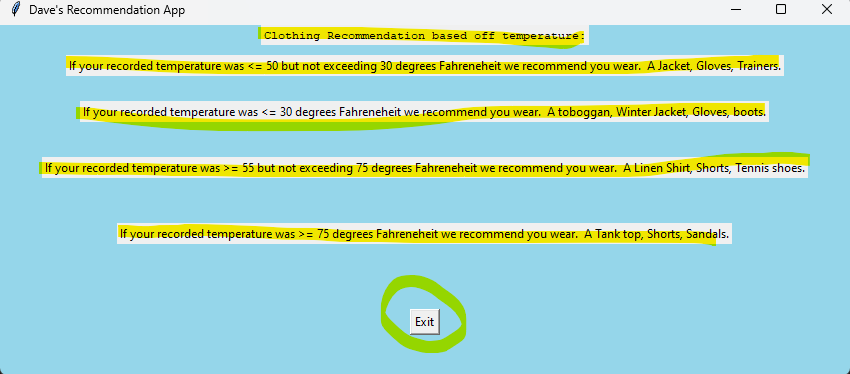 Dave's Recommendation App
Clothing Recommendation based off temperature:
If your recorded temperature was <= 50 but not exceeding 30 degrees Fahreneheit we recommend you wear.  A Jacket, Gloves, Trainers.
If your recorded temperature was <= 30 degrees Fahreneheit we recommend you wear.  A toboggan, Winter Jacket, Gloves, boots.
If your recorded temperature was >= 55 but not exceeding 75 degrees Fahreneheit we recommend you wear.  A Linen Shirt, Shorts, Tennis shoes.
If your recorded temperature was >= 75 degrees Fahreneheit we recommend you wear.  A Tank top, Shorts, Sandals.
Exit